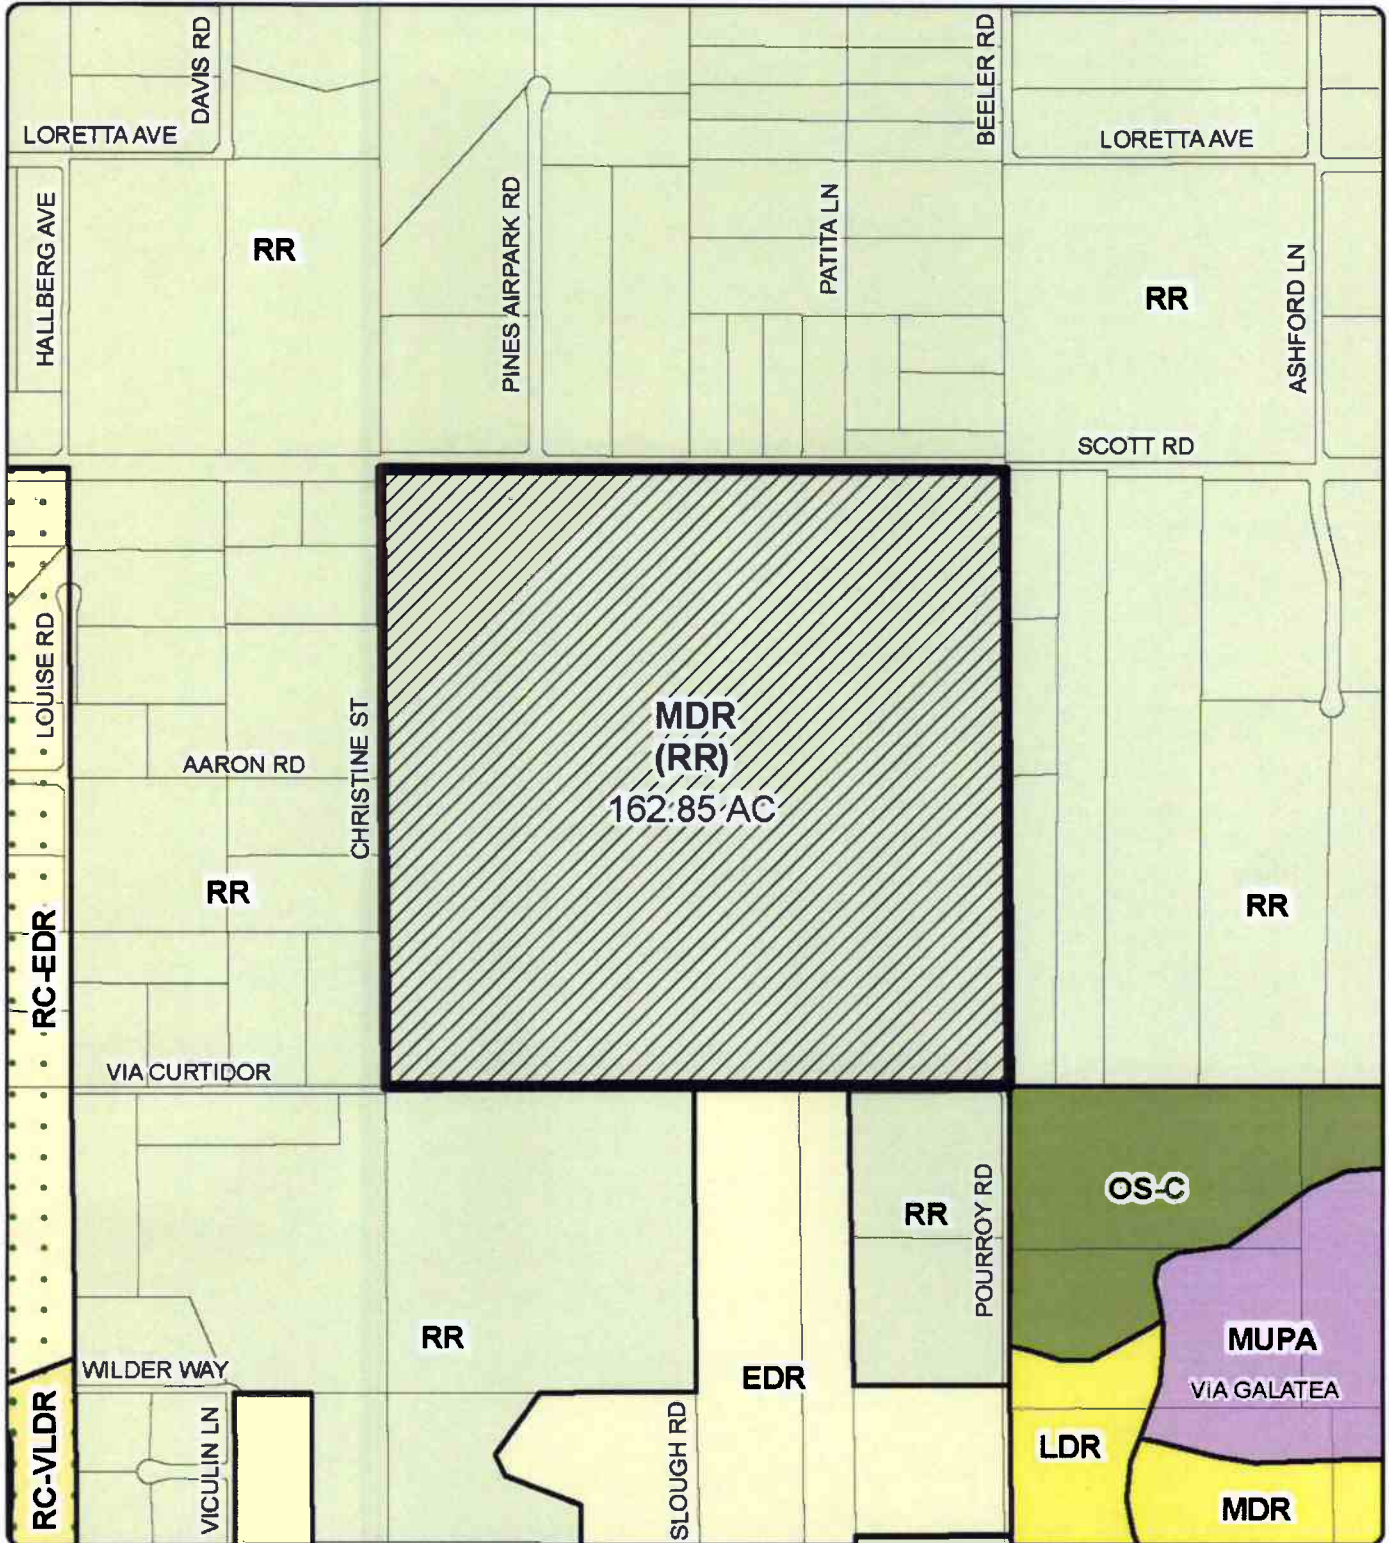 DAVIS RD
BEELER RD
LORETTA AVE
LORETTA AVE
HALLBERG AVE
RR
PINES AIRPARK RD
PATITA LN
RR
ASHFORD LN
SCOTT RD
LOUISE RD
CHRISTINE ST
MDR
(RR)
162.85 AC
AARON RD
RR
RR
RC-EDR
VIA CURTIDOR
OS-C
RR
POURROY RD
RR
MUPA
WILDER WAY
EDR
VIA GALATEA
RC-VLDR
VICULIN LN
SLOUGH RD
LDR
MDR